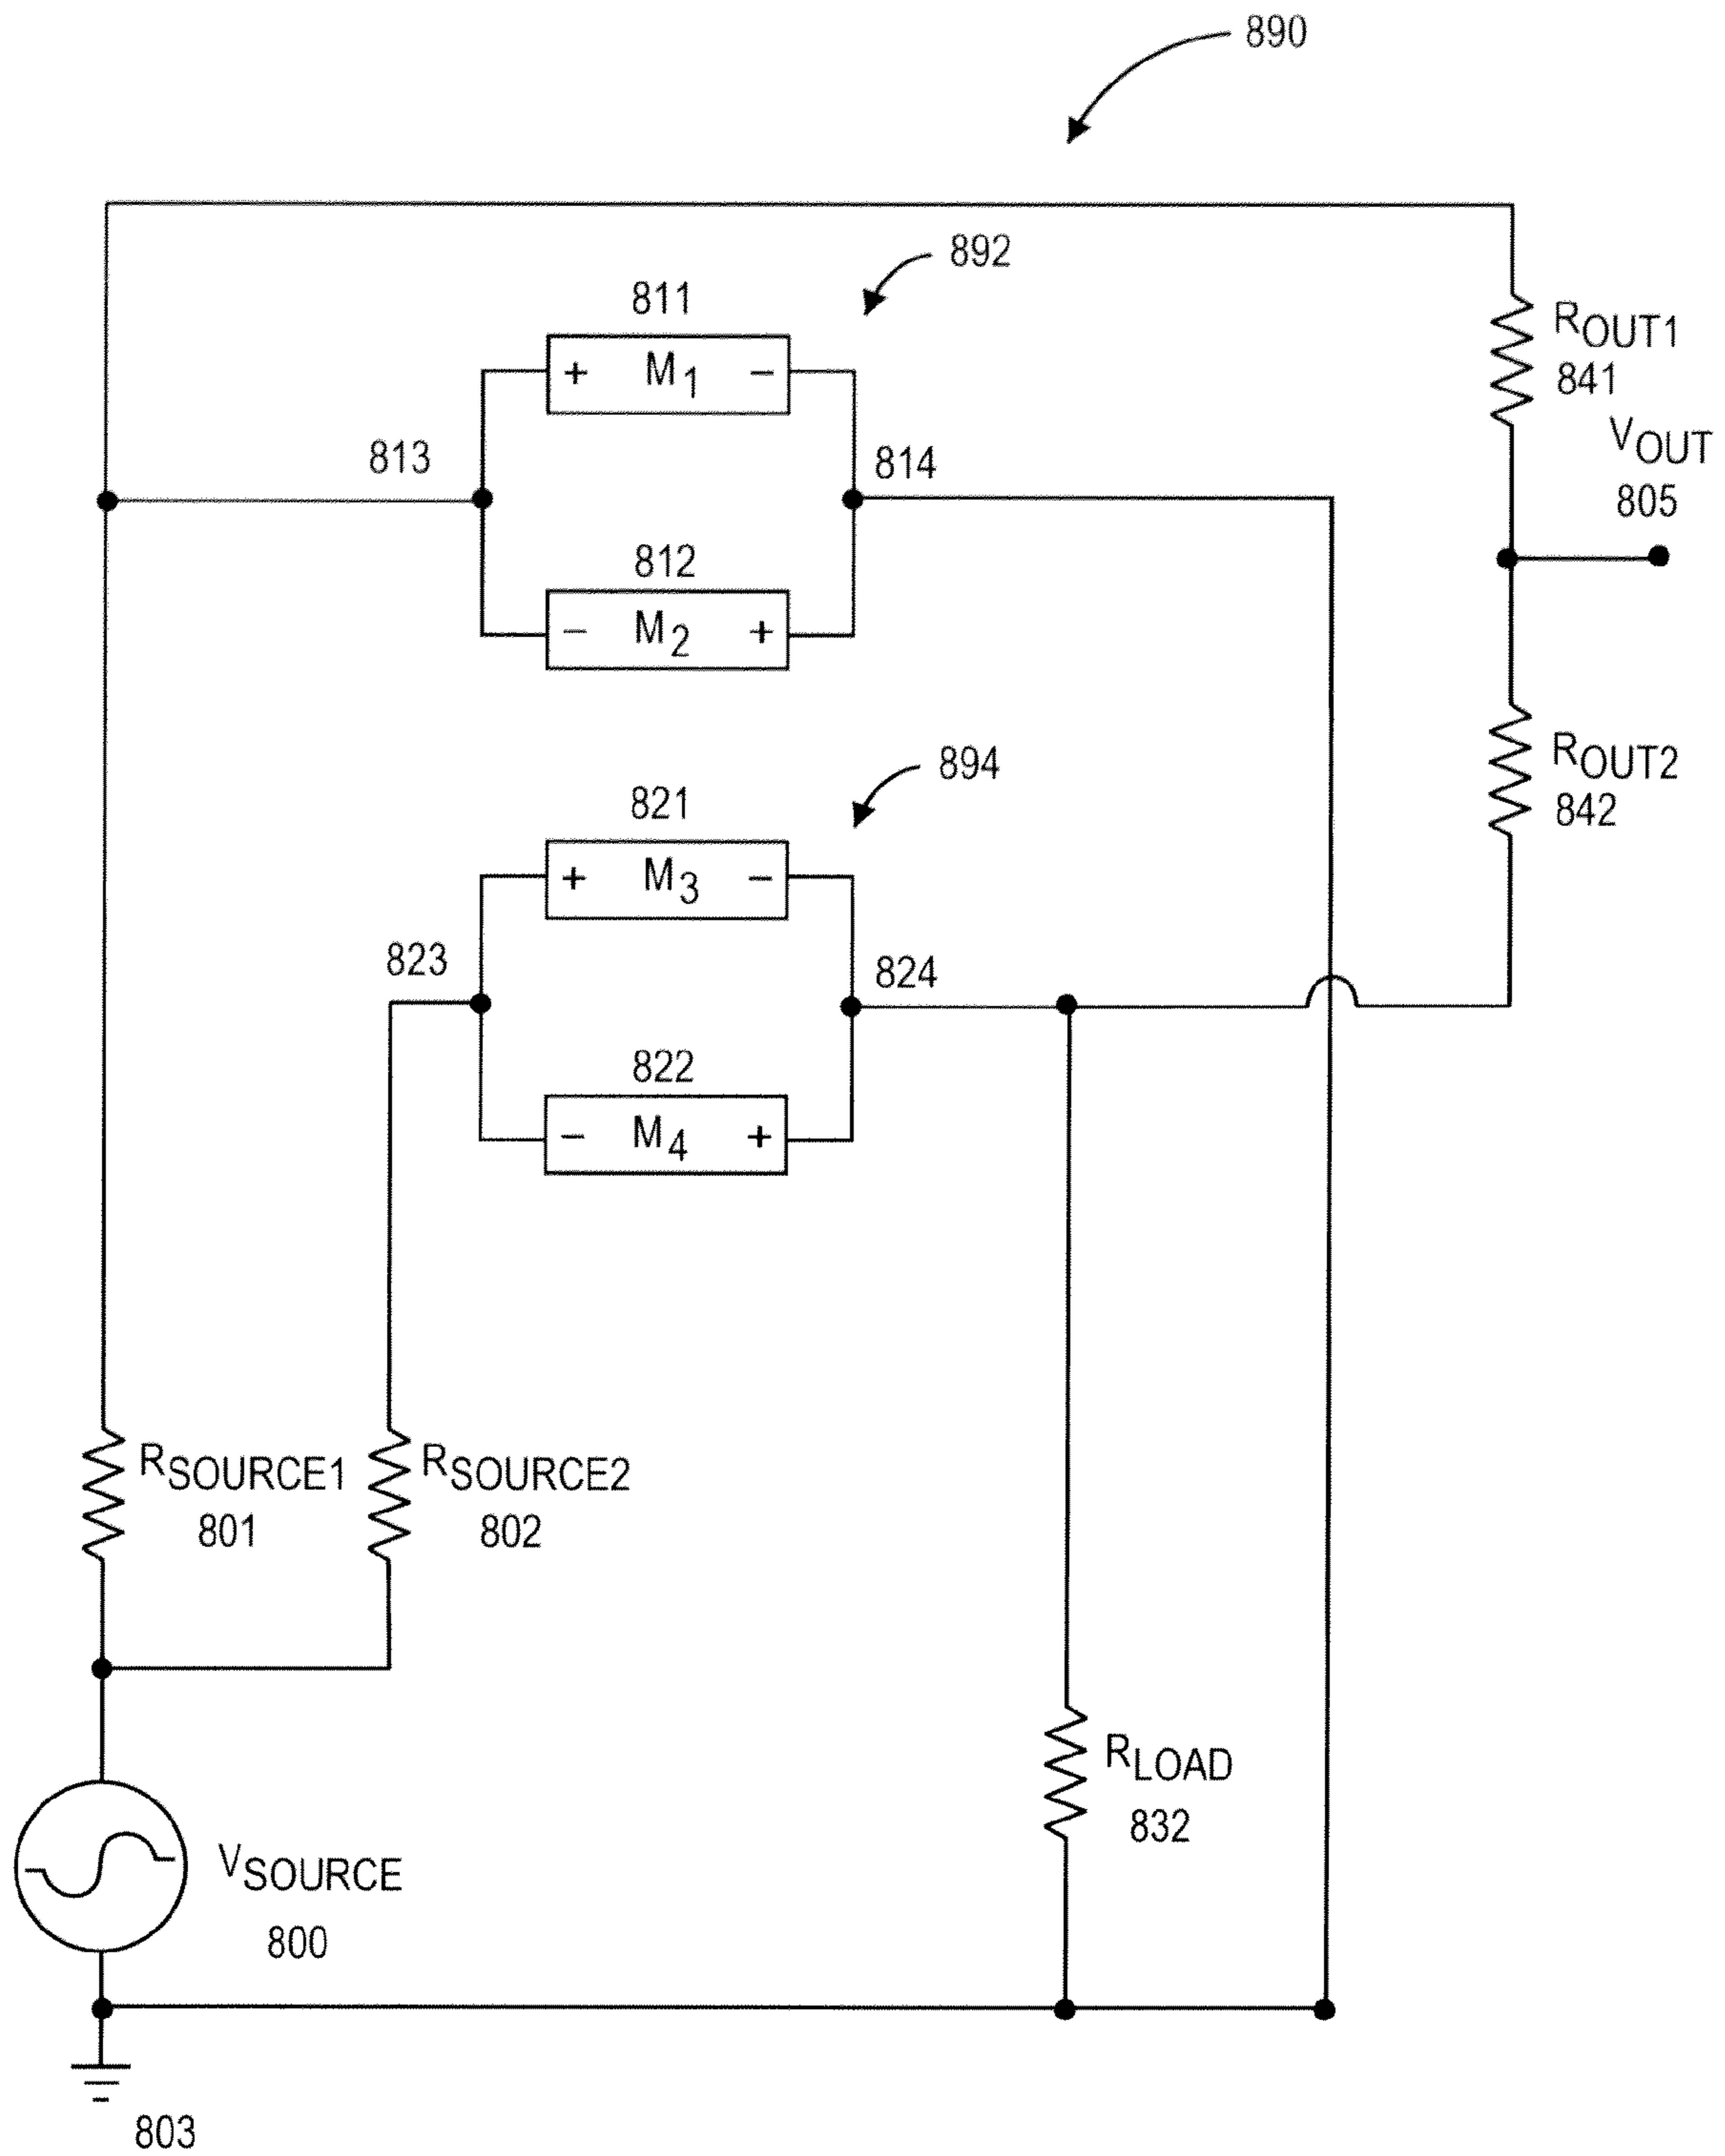 890
892
811
+ M1 −
ROUT1
841
VOUT
805
813
814
812
− M2 +
894
ROUT2
842
821
+ M3 −
823
824
822
− M4 +
RSOURCE1
801
RSOURCE2
802
RLOAD
832
VSOURCE
800
803